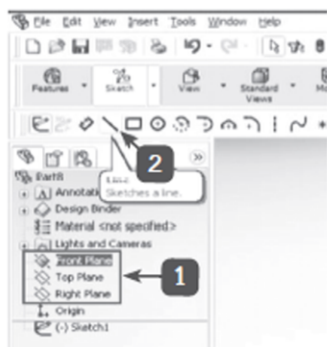 File Edit View Insert Tools Window Help
Features Sketch View Standard Views
2
Line
Sketches a line.
Part8
Design Binder
Material <not specified>
Lights and Cameras
Front Plane
Top Plane
1
Right Plane
Origin
(-) Sketch1